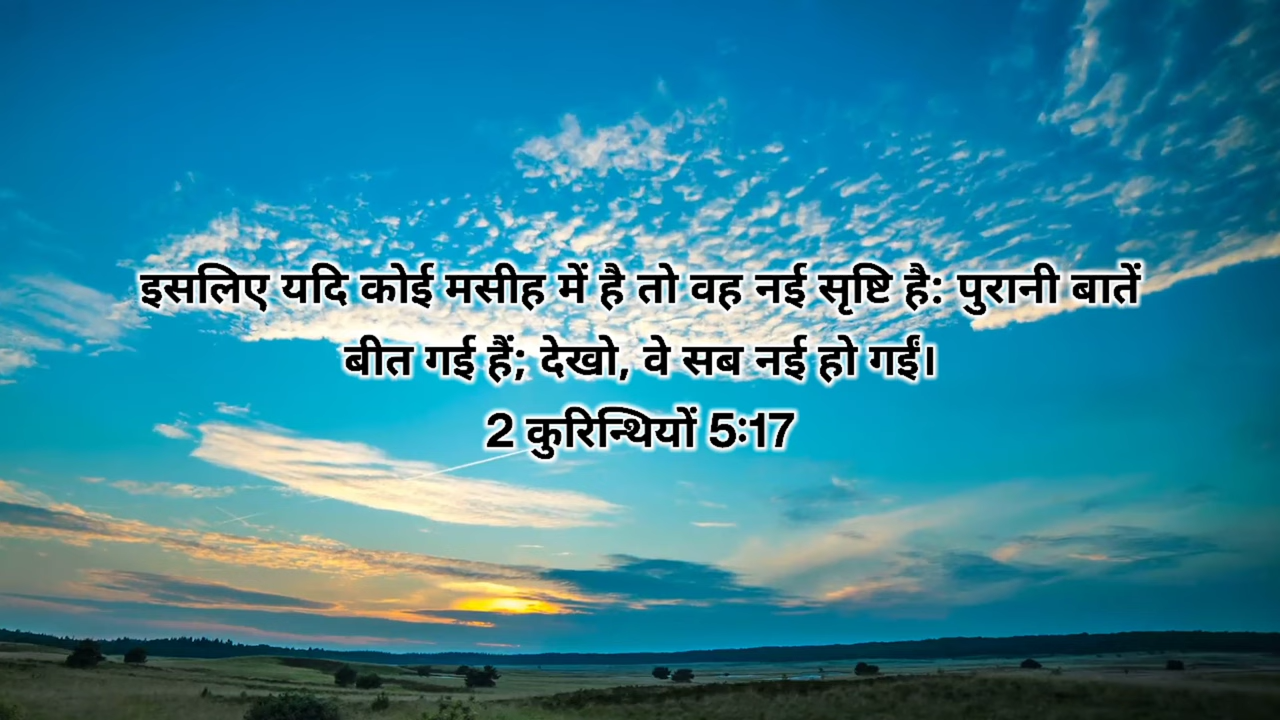 इसलिए यदि कोई मसीह में है तो वह नई सृष्टि है: पुरानी बातें
बीत गई हैं; देखो, वे सब नई हो गईं।
2 कुरिन्थियों 5:17